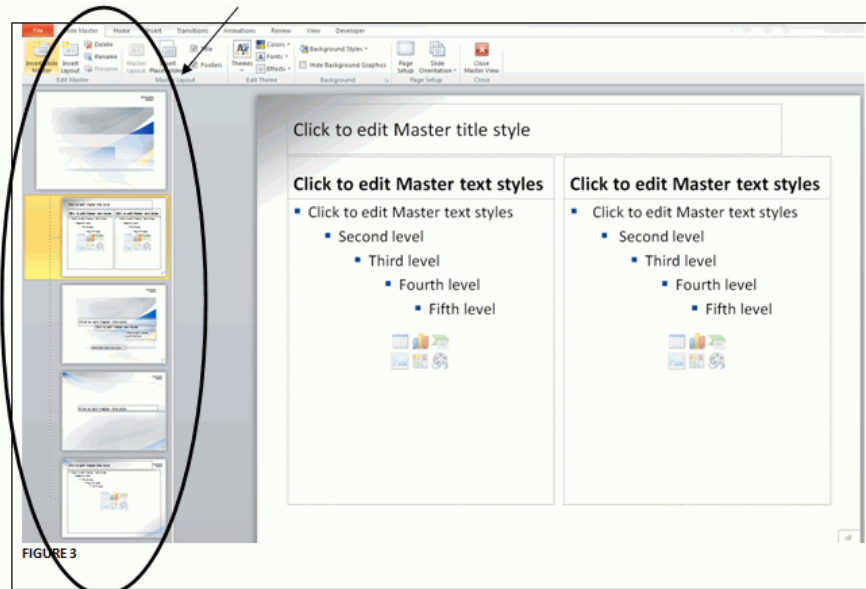 File Slide Master Home Insert Transitions Animations Review View Developer
Insert Slide Master
Insert Layout
Delete
Rename
Preserve
Master Layout
Insert Placeholder
Title
Footers
Themes
Colors
Fonts
Effects
Background Styles
Hide Background Graphics
Page Setup
Slide Orientation
Close Master View
Edit Master Master Layout Edit Theme Background Page Setup Close
Click to edit Master title style
Click to edit Master text styles
Click to edit Master text styles
Second level
Third level
Fourth level
Fifth level
Click to edit Master text styles
Click to edit Master text styles
Second level
Third level
Fourth level
Fifth level
FIGURE 3